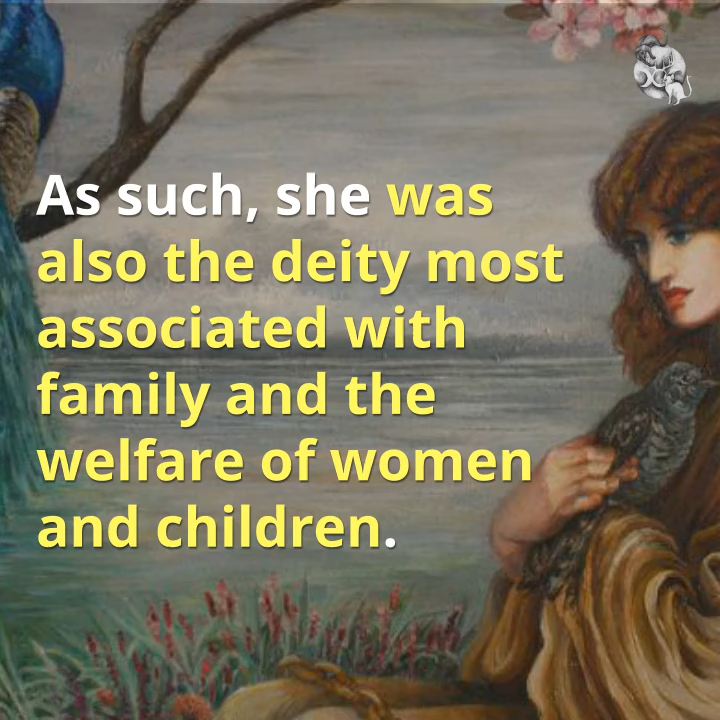 As such, she was
also the deity most
associated with
family and the
welfare of women
and children.